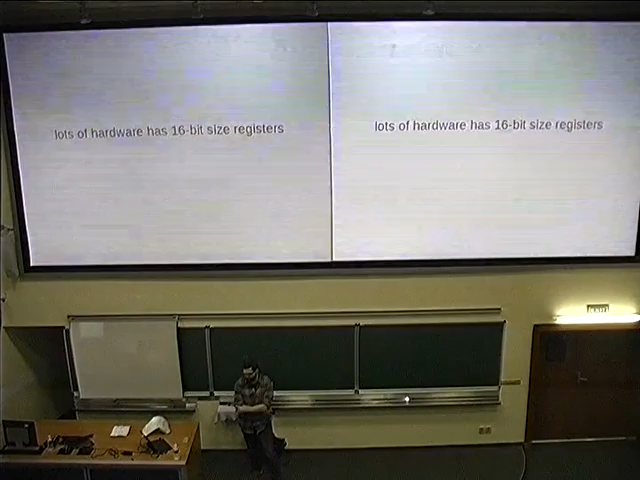 lots of hardware has 16-bit size registers
lots of hardware has 16-bit size registers